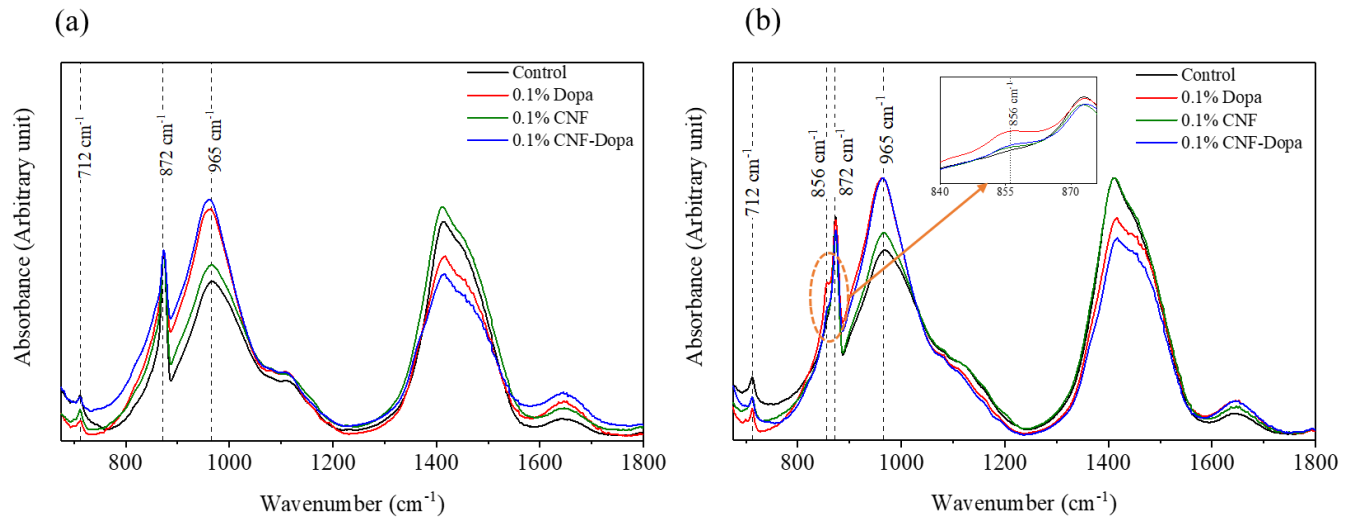 (a)
Absorbance (Arbitrary unit)
712 cm⁻¹
872 cm⁻¹
965 cm⁻¹
Control
0.1% Dopa
0.1% CNF
0.1% CNF-Dopa
800
1000
1200
1400
1600
1800
Wavenumber (cm⁻¹)
(b)
Absorbance (Arbitrary unit)
712 cm⁻¹
856 cm⁻¹
872 cm⁻¹
965 cm⁻¹
856 cm⁻¹
840
855
870
Control
0.1% Dopa
0.1% CNF
0.1% CNF-Dopa
800
1000
1200
1400
1600
1800
Wavenumber (cm⁻¹)